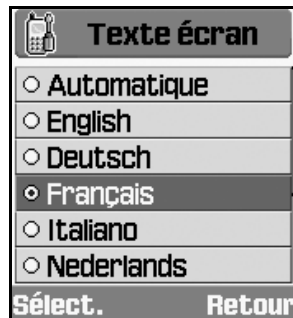 Texte écran
Automatique
English
Deutsch
Français
Italiano
Nederlands
Sélect. Retour